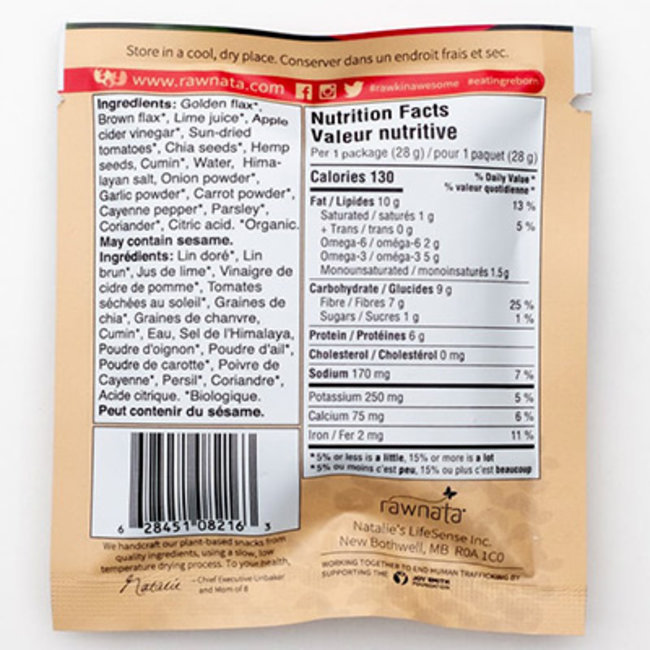 Store in a cool, dry place. Conserver dans un endroit frais et sec.
www.rawnata.com #rawkinawesome #eatingreborn
Ingredients: Golden flax*,
Brown flax*, Lime juice*, Apple
cider vinegar*, Sun-dried
tomatoes*, Chia seeds*, Hemp
seeds, Cumin*, Water, Hima-
layan salt, Onion powder*,
Garlic powder*, Carrot powder*,
Cayenne pepper*, Parsley*,
Coriander*, Citric acid. *Organic.
May contain sesame.
Ingrédients: Lin doré*, Lin
brun*, Jus de lime*, Vinaigre de
cidre de pomme*, Tomates
séchées au soleil*, Graines de
chia*, Graines de chanvre,
Cumin*, Eau, Sel de l'Himalaya,
Poudre d'oignon*, Poudre d'ail*,
Poudre de carotte*, Poivre de
Cayenne*, Persil*, Coriandre*,
Acide citrique. *Biologique.
Peut contenir du sésame.
Nutrition Facts
Valeur nutritive
Per 1 package (28 g) / pour 1 paquet (28 g)
Calories 130 % Daily Value*
% valeur quotidienne*
Fat / Lipides 10 g 13 %
Saturated / saturés 1 g
+ Trans / trans 0 g 5 %
Omega-6 / oméga-6 2 g
Omega-3 / oméga-3 5 g
Monounsaturated / monoinsaturés 1.5g
Carbohydrate / Glucides 9 g
Fibre / Fibres 7 g 25 %
Sugars / Sucres 1 g 1 %
Protein / Protéines 6 g
Cholesterol / Cholestérol 0 mg
Sodium 170 mg 7 %
Potassium 250 mg 5 %
Calcium 75 mg 6 %
Iron / Fer 2 mg 11 %
*5% or less is a little, 15% or more is a lot
*5% ou moins c'est peu, 15% ou plus c'est beaucoup
6 28451 08216 3
We handcraft our plant-based snacks from
quality ingredients, using a slow, low
temperature drying process. To your health,
Natalie – Chief Executive Unbaker
and Mom of 8
rawnata
Natalie's LifeSense Inc.
New Bothwell, MB R0A 1C0
WORKING TOGETHER TO END HUMAN TRAFFICKING BY
SUPPORTING THE JOY SMITH
FOUNDATION